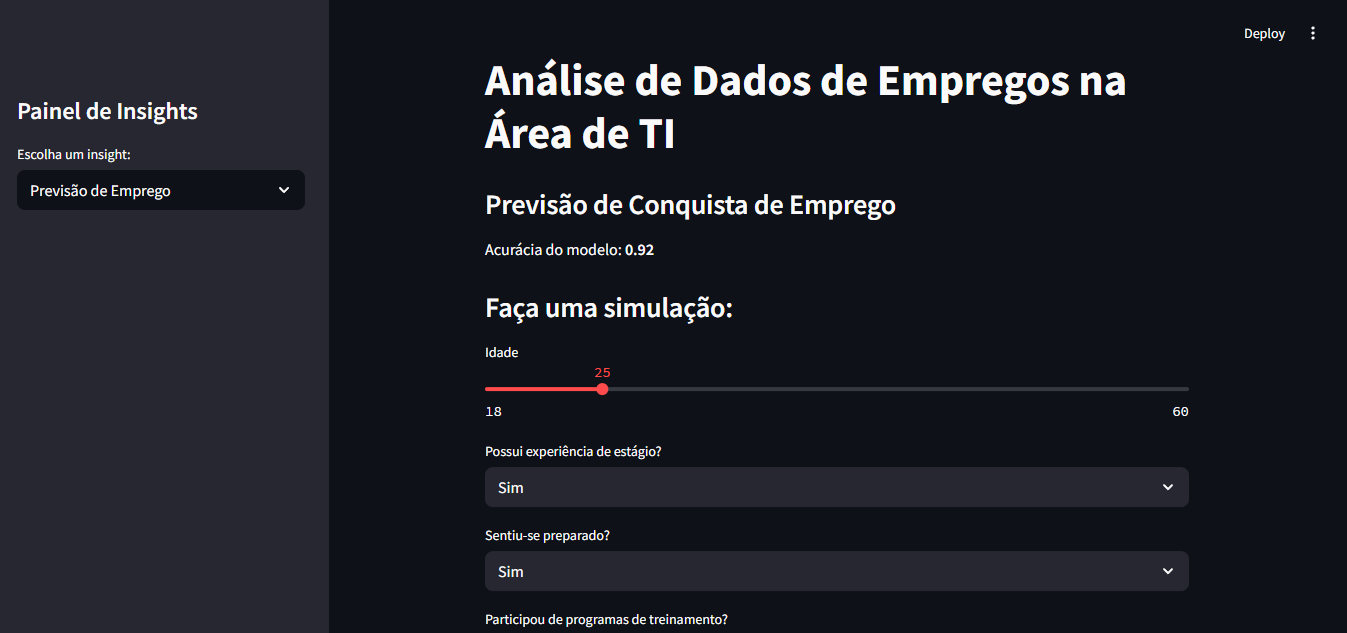 Painel de Insights
Escolha um insight:
Previsão de Emprego
Deploy
Análise de Dados de Empregos na
Área de TI
Previsão de Conquista de Emprego
Acurácia do modelo: 0.92
Faça uma simulação:
Idade
25
18
60
Possui experiência de estágio?
Sim
Sentiu-se preparado?
Sim
Participou de programas de treinamento?